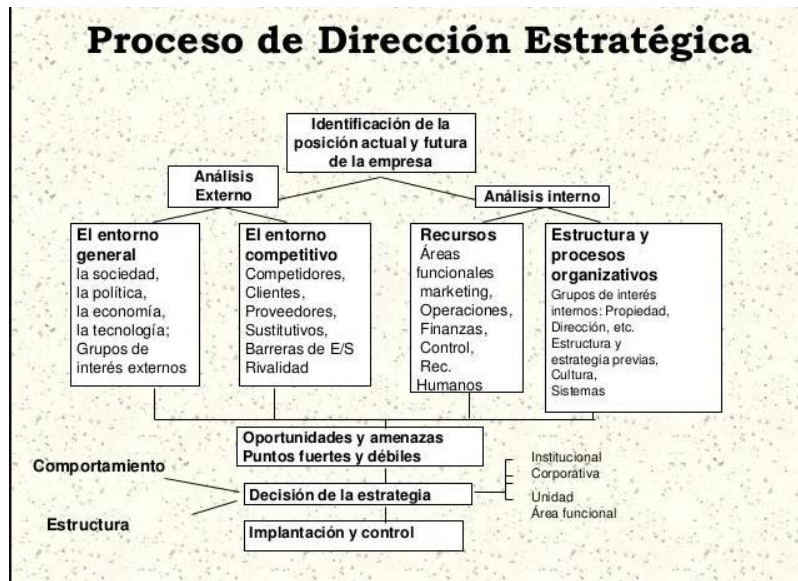 Proceso de Dirección Estratégica
Identificación de la
posición actual y futura
de la empresa
Análisis
Externo
Análisis interno
El entorno
general
la sociedad,
la política,
la economía,
la tecnología;
Grupos de
interés externos
El entorno
competitivo
Competidores,
Clientes,
Proveedores,
Sustitutivos,
Barreras de E/S
Rivalidad
Recursos
Áreas
funcionales
marketing,
Operaciones,
Finanzas,
Control,
Rec.
Humanos
Estructura y
procesos
organizativos
Grupos de interés
internos: Propiedad,
Dirección, etc.
Estructura y
estrategia previas,
Cultura,
Sistemas
Oportunidades y amenazas
Puntos fuertes y débiles
Comportamiento
Estructura
Decisión de la estrategia
Institucional
Corporativa
Unidad
Área funcional
Implantación y control